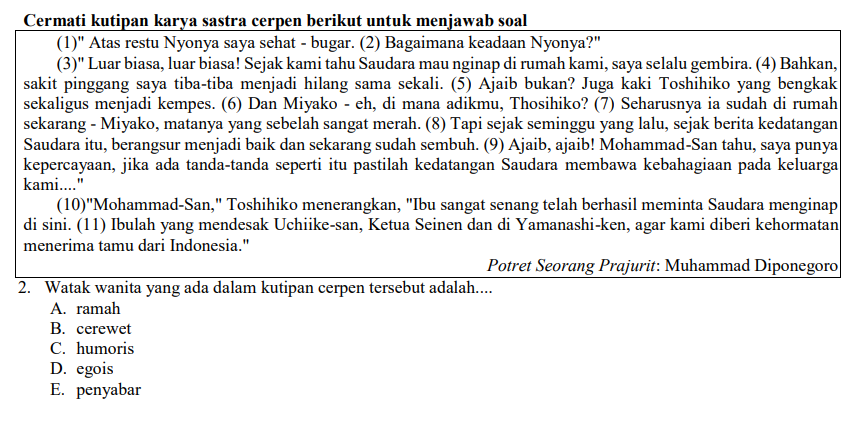 Cermati kutipan karya sastra cerpen berikut untuk menjawab soal
(1)" Atas restu Nyonya saya sehat - bugar. (2) Bagaimana keadaan Nyonya?"
(3)" Luar biasa, luar biasa! Sejak kami tahu Saudara mau nginap di rumah kami, saya selalu gembira. (4) Bahkan,
sakit pinggang saya tiba-tiba menjadi hilang sama sekali. (5) Ajaib bukan? Juga kaki Toshihiko yang bengkak
sekaligus menjadi kempes. (6) Dan Miyako - eh, di mana adikmu, Thosihiko? (7) Seharusnya ia sudah di rumah
sekarang - Miyako, matanya yang sebelah sangat merah. (8) Tapi sejak seminggu yang lalu, sejak berita kedatangan
Saudara itu, berangsur menjadi baik dan sekarang sudah sembuh. (9) Ajaib, ajaib! Mohammad-San tahu, saya punya
kepercayaan, jika ada tanda-tanda seperti itu pastilah kedatangan Saudara membawa kebahagiaan pada keluarga
kami...."
(10)"Mohammad-San," Toshihiko menerangkan, "Ibu sangat senang telah berhasil meminta Saudara menginap
di sini. (11) Ibulah yang mendesak Uchiike-san, Ketua Seinen dan di Yamanashi-ken, agar kami diberi kehormatan
menerima tamu dari Indonesia."
Potret Seorang Prajurit: Muhammad Diponegoro
2. Watak wanita yang ada dalam kutipan cerpen tersebut adalah....
A. ramah
B. cerewet
C. humoris
D. egois
E. penyabar